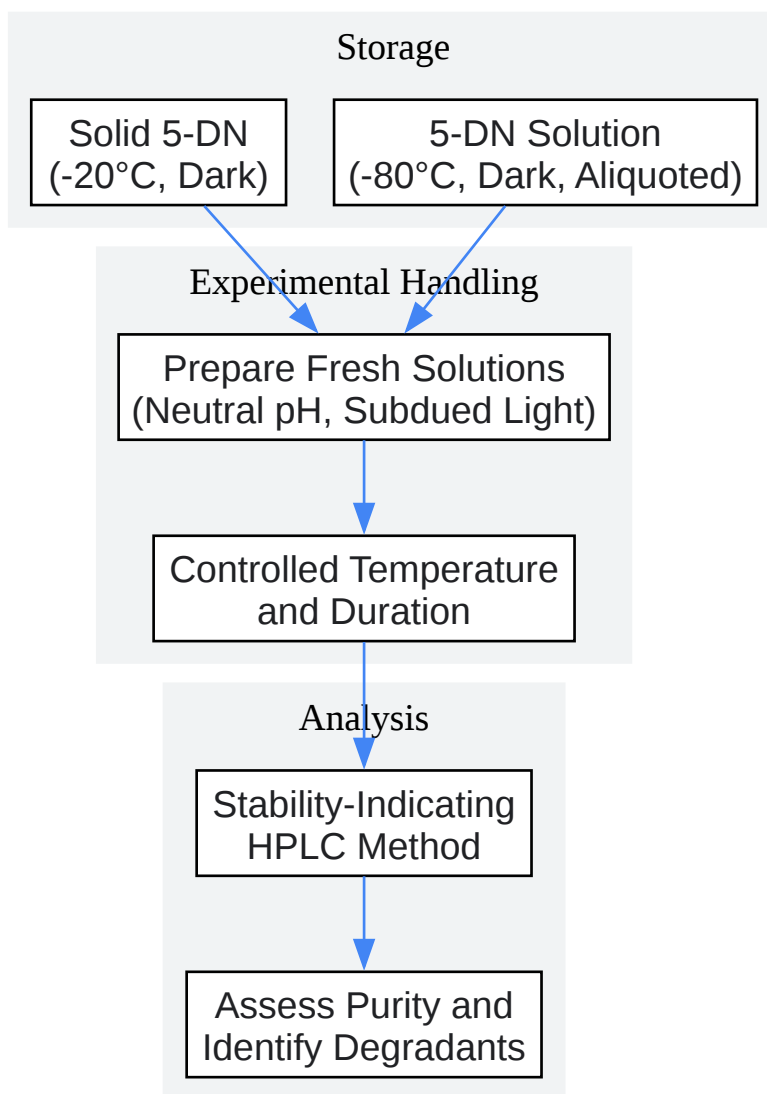 Storage
Solid 5-DN
(-20°C, Dark)
5-DN Solution
(-80°C, Dark, Aliquoted)
Experimental Handling
Prepare Fresh Solutions
(Neutral pH, Subdued Light)
Controlled Temperature
and Duration
Analysis
Stability-Indicating
HPLC Method
Assess Purity and
Identify Degradants